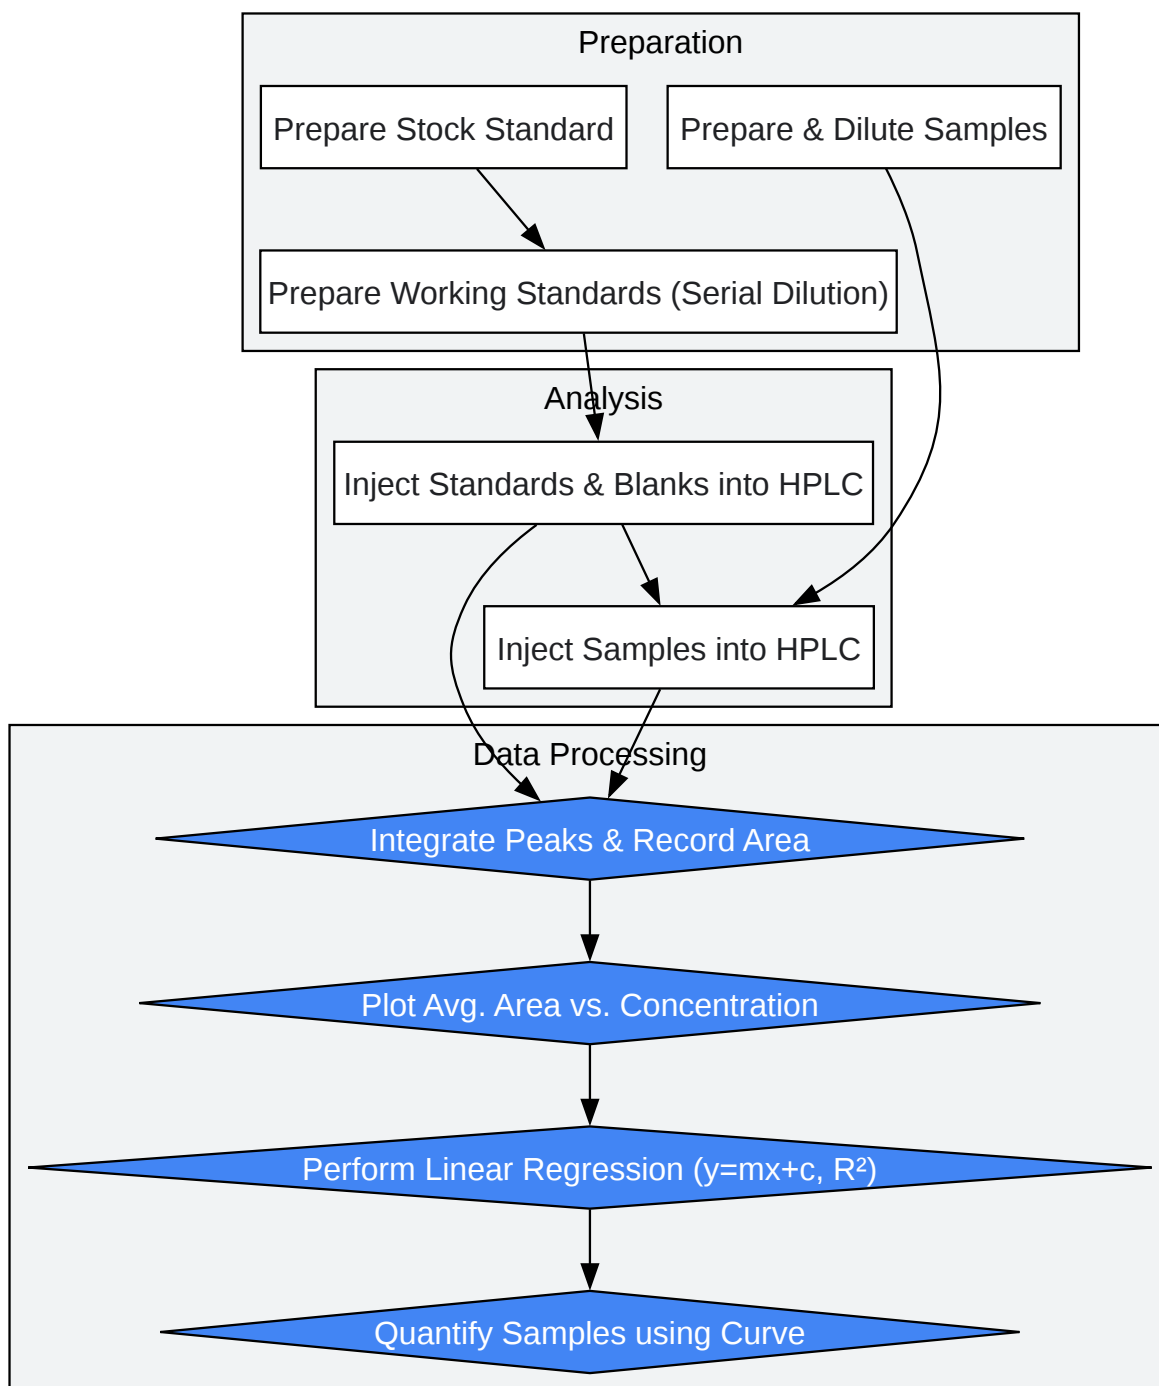 Preparation
Prepare Stock Standard
Prepare & Dilute Samples
Prepare Working Standards (Serial Dilution)
Analysis
Inject Standards & Blanks into HPLC
Inject Samples into HPLC
Data Processing
Integrate Peaks & Record Area
Plot Avg. Area vs. Concentration
Perform Linear Regression (y=mx+c, R²)
Quantify Samples using Curve